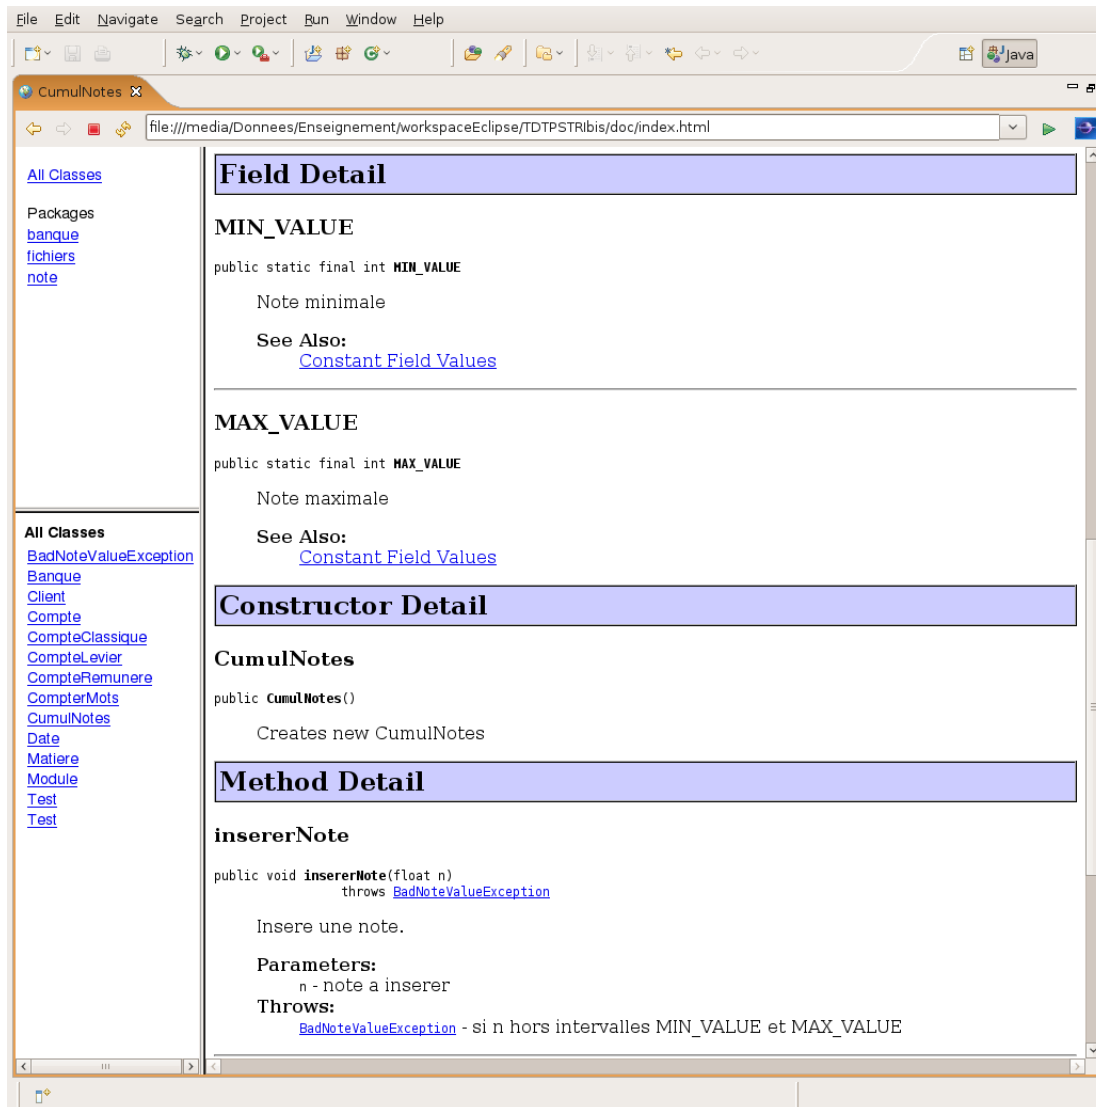 File Edit Navigate Search Project Run Window Help
Java
CumulNotes
file:///media/Donnees/Enseignement/workspaceEclipse/TDTPSTRIbis/doc/index.html
All Classes
Packages
banque
fichiers
note
All Classes
BadNoteValueException
Banque
Client
Compte
CompteClassique
CompteLevier
CompteRemunere
CompterMots
CumulNotes
Date
Matiere
Module
Test
Test
Field Detail
MIN_VALUE
public static final int MIN_VALUE
Note minimale
See Also:
Constant Field Values
MAX_VALUE
public static final int MAX_VALUE
Note maximale
See Also:
Constant Field Values
Constructor Detail
CumulNotes
public CumulNotes()
Creates new CumulNotes
Method Detail
insererNote
public void insererNote(float n)
throws BadNoteValueException
Insere une note.
Parameters:
n - note a inserer
Throws:
BadNoteValueException - si n hors intervalles MIN_VALUE et MAX_VALUE